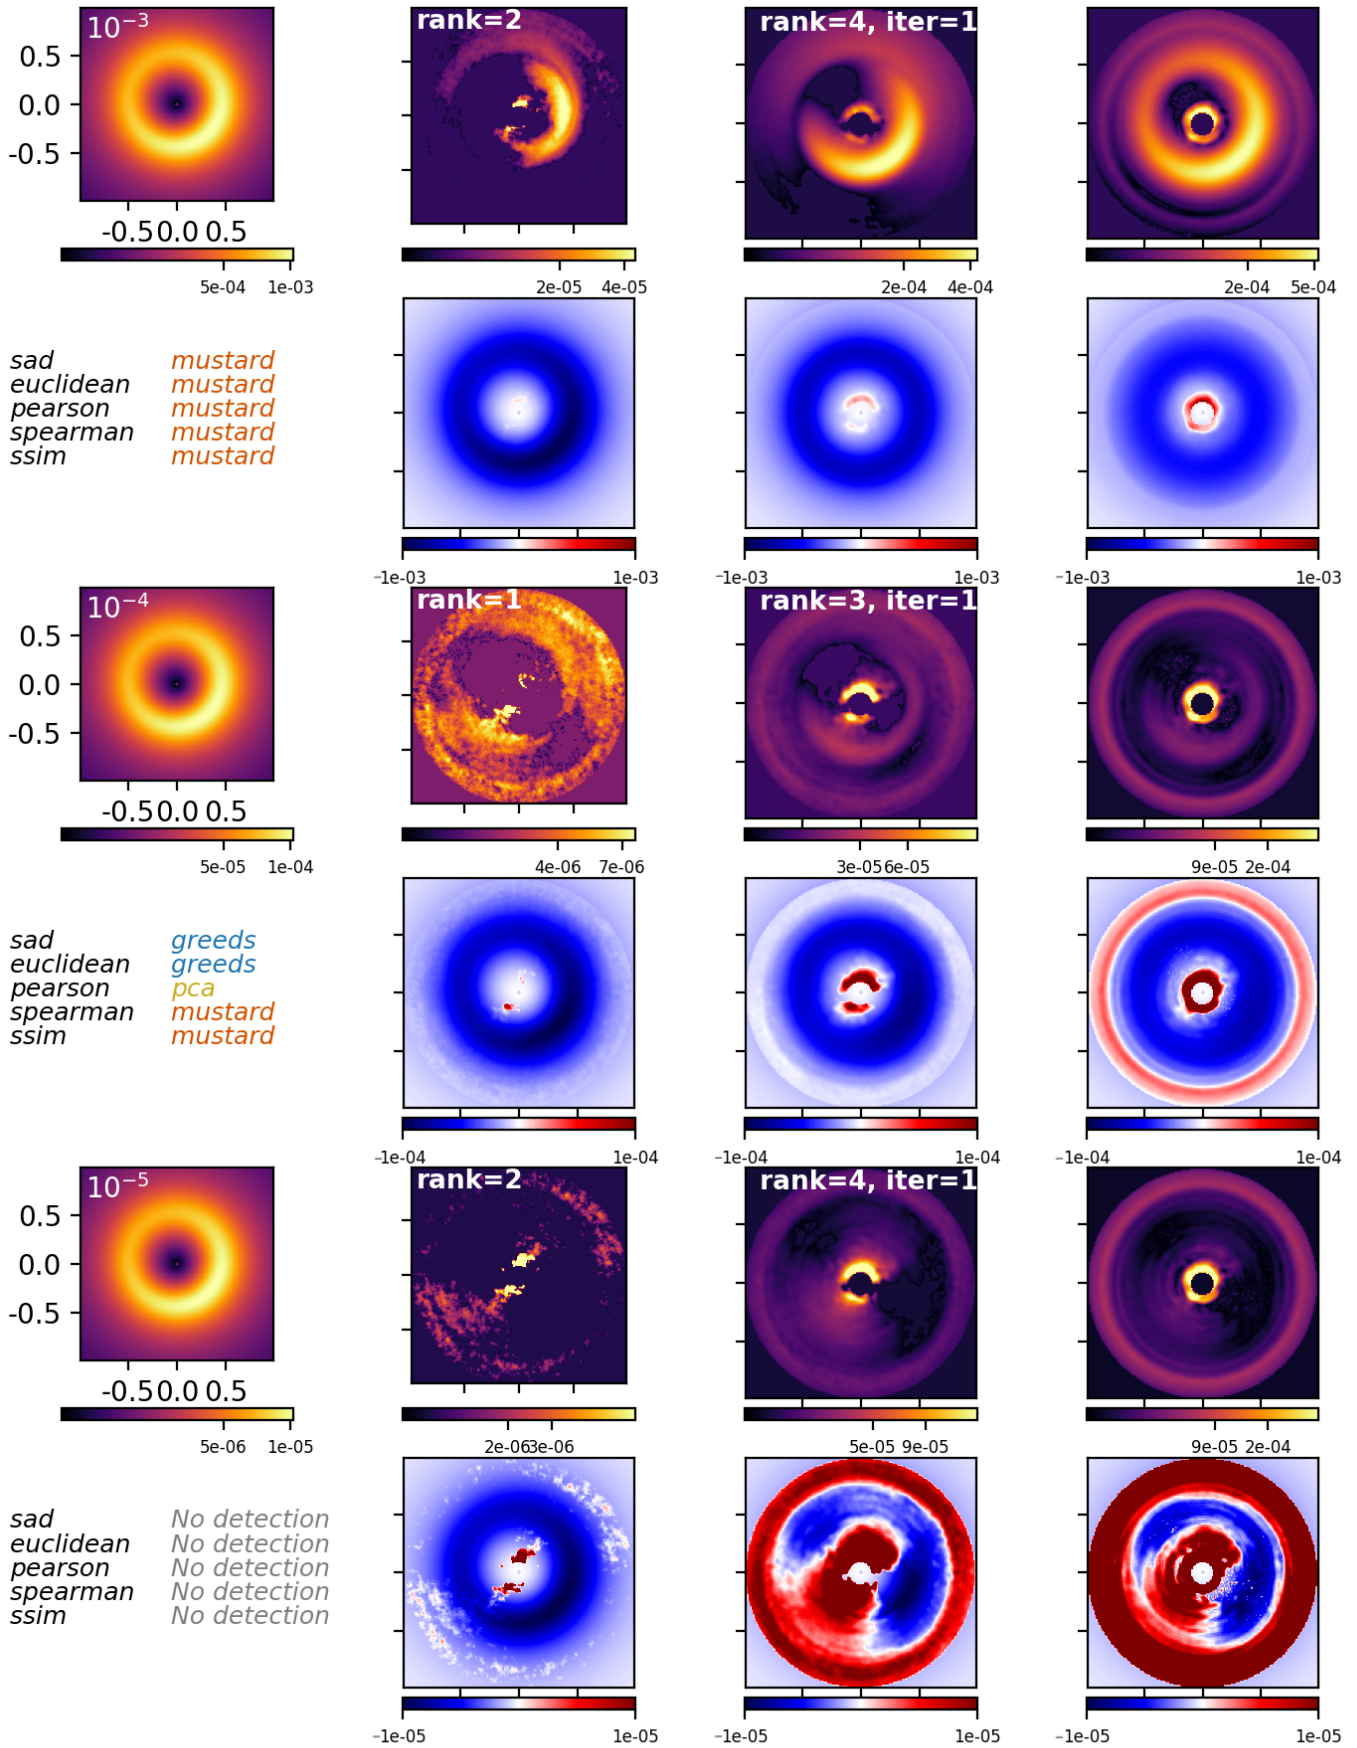 10⁻³
rank=2
rank=4, iter=1
0.5
0.0
-0.5
-0.5 0.0 0.5
5e-04 1e-03
2e-05 4e-05
2e-04 4e-04
2e-04 5e-04
sad mustard
euclidean mustard
pearson mustard
spearman mustard
ssim mustard
−1e-03 1e-03
−1e-03 1e-03
−1e-03 1e-03
10⁻⁴
rank=1
rank=3, iter=1
0.5
0.0
-0.5
-0.5 0.0 0.5
5e-05 1e-04
4e-06 7e-06
3e-05 6e-05
9e-05 2e-04
sad greeds
euclidean greeds
pearson pca
spearman mustard
ssim mustard
−1e-04 1e-04
−1e-04 1e-04
−1e-04 1e-04
10⁻⁵
rank=2
rank=4, iter=1
0.5
0.0
-0.5
-0.5 0.0 0.5
5e-06 1e-05
2e-06 3e-06
5e-05 9e-05
9e-05 2e-04
sad No detection
euclidean No detection
pearson No detection
spearman No detection
ssim No detection
−1e-05 1e-05
−1e-05 1e-05
−1e-05 1e-05